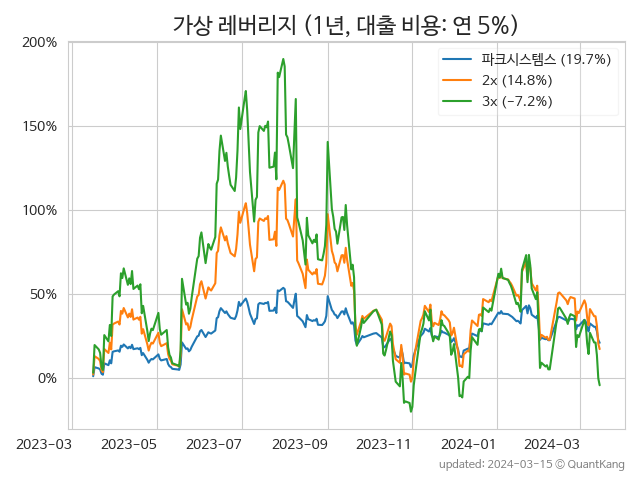 가상 레버리지 (1년, 대출 비용: 연 5%)
파크시스템스 (19.7%)
2x (14.8%)
3x (−7.2%)
200%
150%
100%
50%
0%
2023-03 2023-05 2023-07 2023-09 2023-11 2024-01 2024-03
updated: 2024-03-15 © QuantKang